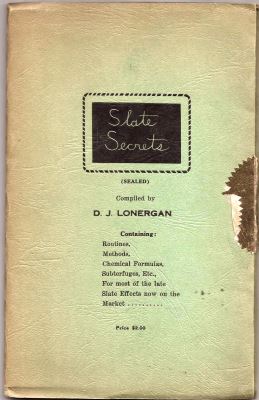 Slate
Secrets
(SEALED)
Compiled by
D. J. LONERGAN
Containing:
Routines,
Methods,
Chemical Formulas,
Subterfuges, Etc.,
For most of the late
Slate Effects now on the
Market ..........
Price $2.00